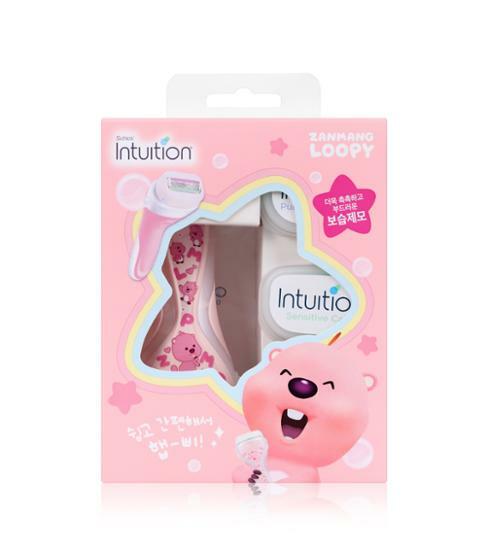 Schick
Intuition
ZANMANG
LOOPY
더욱 촉촉하고
부드러운
보습제모
Intuitio
Sensitive C
쉽고 간편해서
햅-삐!